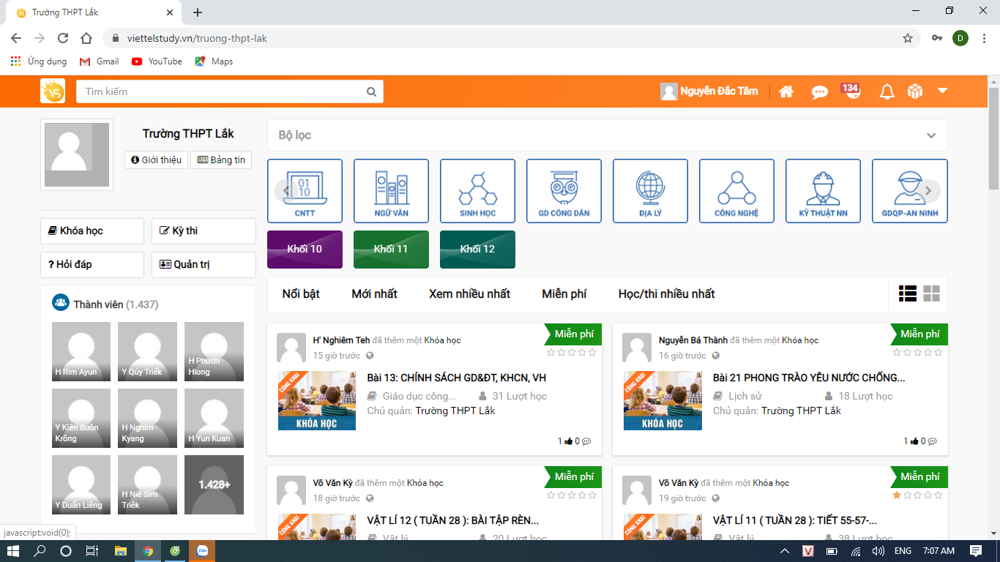 Trường THPT Lắk
viettelstudy.vn/truong-thpt-lak
D
Ứng dụng Gmail YouTube Maps
VS
Tìm kiếm
Nguyễn Đắc Tâm
134
Trường THPT Lắk
Giới thiệu Bảng tin
Khóa học Kỳ thi
? Hỏi đáp Quản trị
Thành viên (1.437)
H Rim Ayun
Y Qúy Triếk
H Phướn
Hlong
Y Kiên Buôn
Krông
H Nghim
Kyang
H Yun Kuan
Y Duẩn Liêng
H Niê Sim
Triêk
1.428+
Bộ lọc
01
10
CNTT NGỮ VĂN SINH HỌC GD CÔNG DÂN ĐỊA LÝ CÔNG NGHỆ KỸ THUẬT NN GDQP-AN NINH
Khối 10 Khối 11 Khối 12
Nổi bật Mới nhất Xem nhiều nhất Miễn phí Học/thi nhiều nhất
H' Nghiêm Teh đã thêm một Khóa học
Miễn phí
15 giờ trước
CÔNG KHAI
KHÓA HỌC
Bài 13: CHÍNH SÁCH GD&ĐT, KHCN, VH
Giáo dục công... 31 Lượt học
Chủ quản: Trường THPT Lắk
1 0
Nguyễn Bá Thành đã thêm một Khóa học
Miễn phí
16 giờ trước
CÔNG KHAI
KHÓA HỌC
Bài 21 PHONG TRÀO YÊU NƯỚC CHỐNG...
Lịch sử 18 Lượt học
Chủ quản: Trường THPT Lắk
1 0
Võ Văn Kỳ đã thêm một Khóa học
Miễn phí
18 giờ trước
CÔNG KHAI
VẬT LÍ 12 ( TUẦN 28 ): BÀI TẬP RÈN...
Vật lý 20 Lượt học
Võ Văn Kỳ đã thêm một Khóa học
Miễn phí
19 giờ trước
CÔNG KHAI
VẬT LÍ 11 ( TUẦN 28 ): TIẾT 55-57-...
Vật lý 38 Lượt học
javascript:void(0);
Zalo
V
ENG 7:07 AM